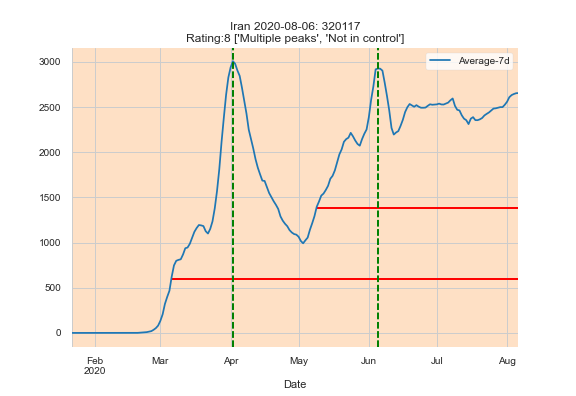 Iran 2020-08-06: 320117
Rating:8 ['Multiple peaks', 'Not in control']
Average-7d
3000
2500
2000
1500
1000
500
0
Feb Mar Apr May Jun Jul Aug
2020
Date